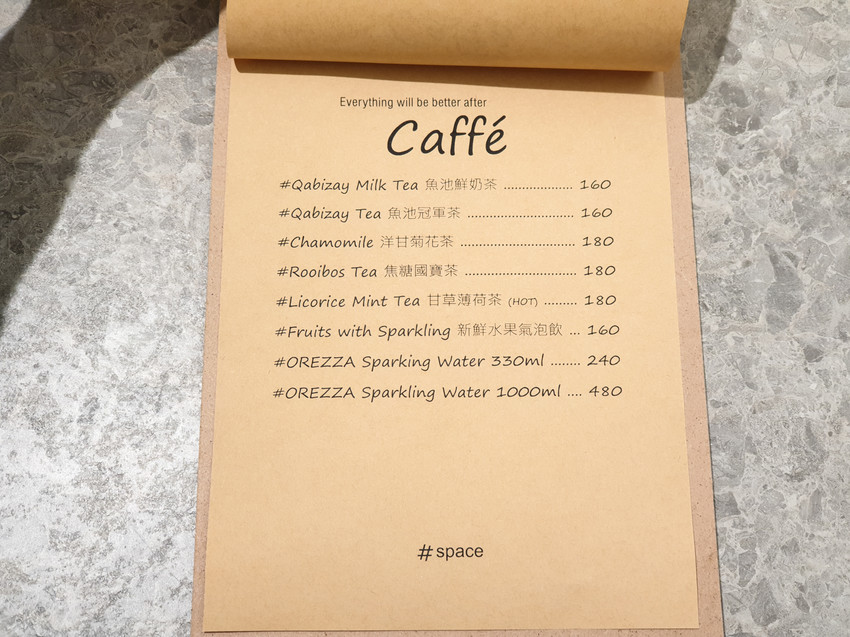 Everything will be better after
Caffé
#Qabizay Milk Tea 魚池鮮奶茶 ................... 160
#Qabizay Tea 魚池冠軍茶 ............................. 160
#Chamomile 洋甘菊花茶 ............................... 180
#Rooibos Tea 焦糖國寶茶 .............................. 180
#Licorice Mint Tea 甘草薄荷茶 (HOT) ......... 180
#Fruits with Sparkling 新鮮水果氣泡飲 ... 160
#OREZZA Sparking Water 330ml ........ 240
#OREZZA Sparkling Water 1000ml .... 480
# space